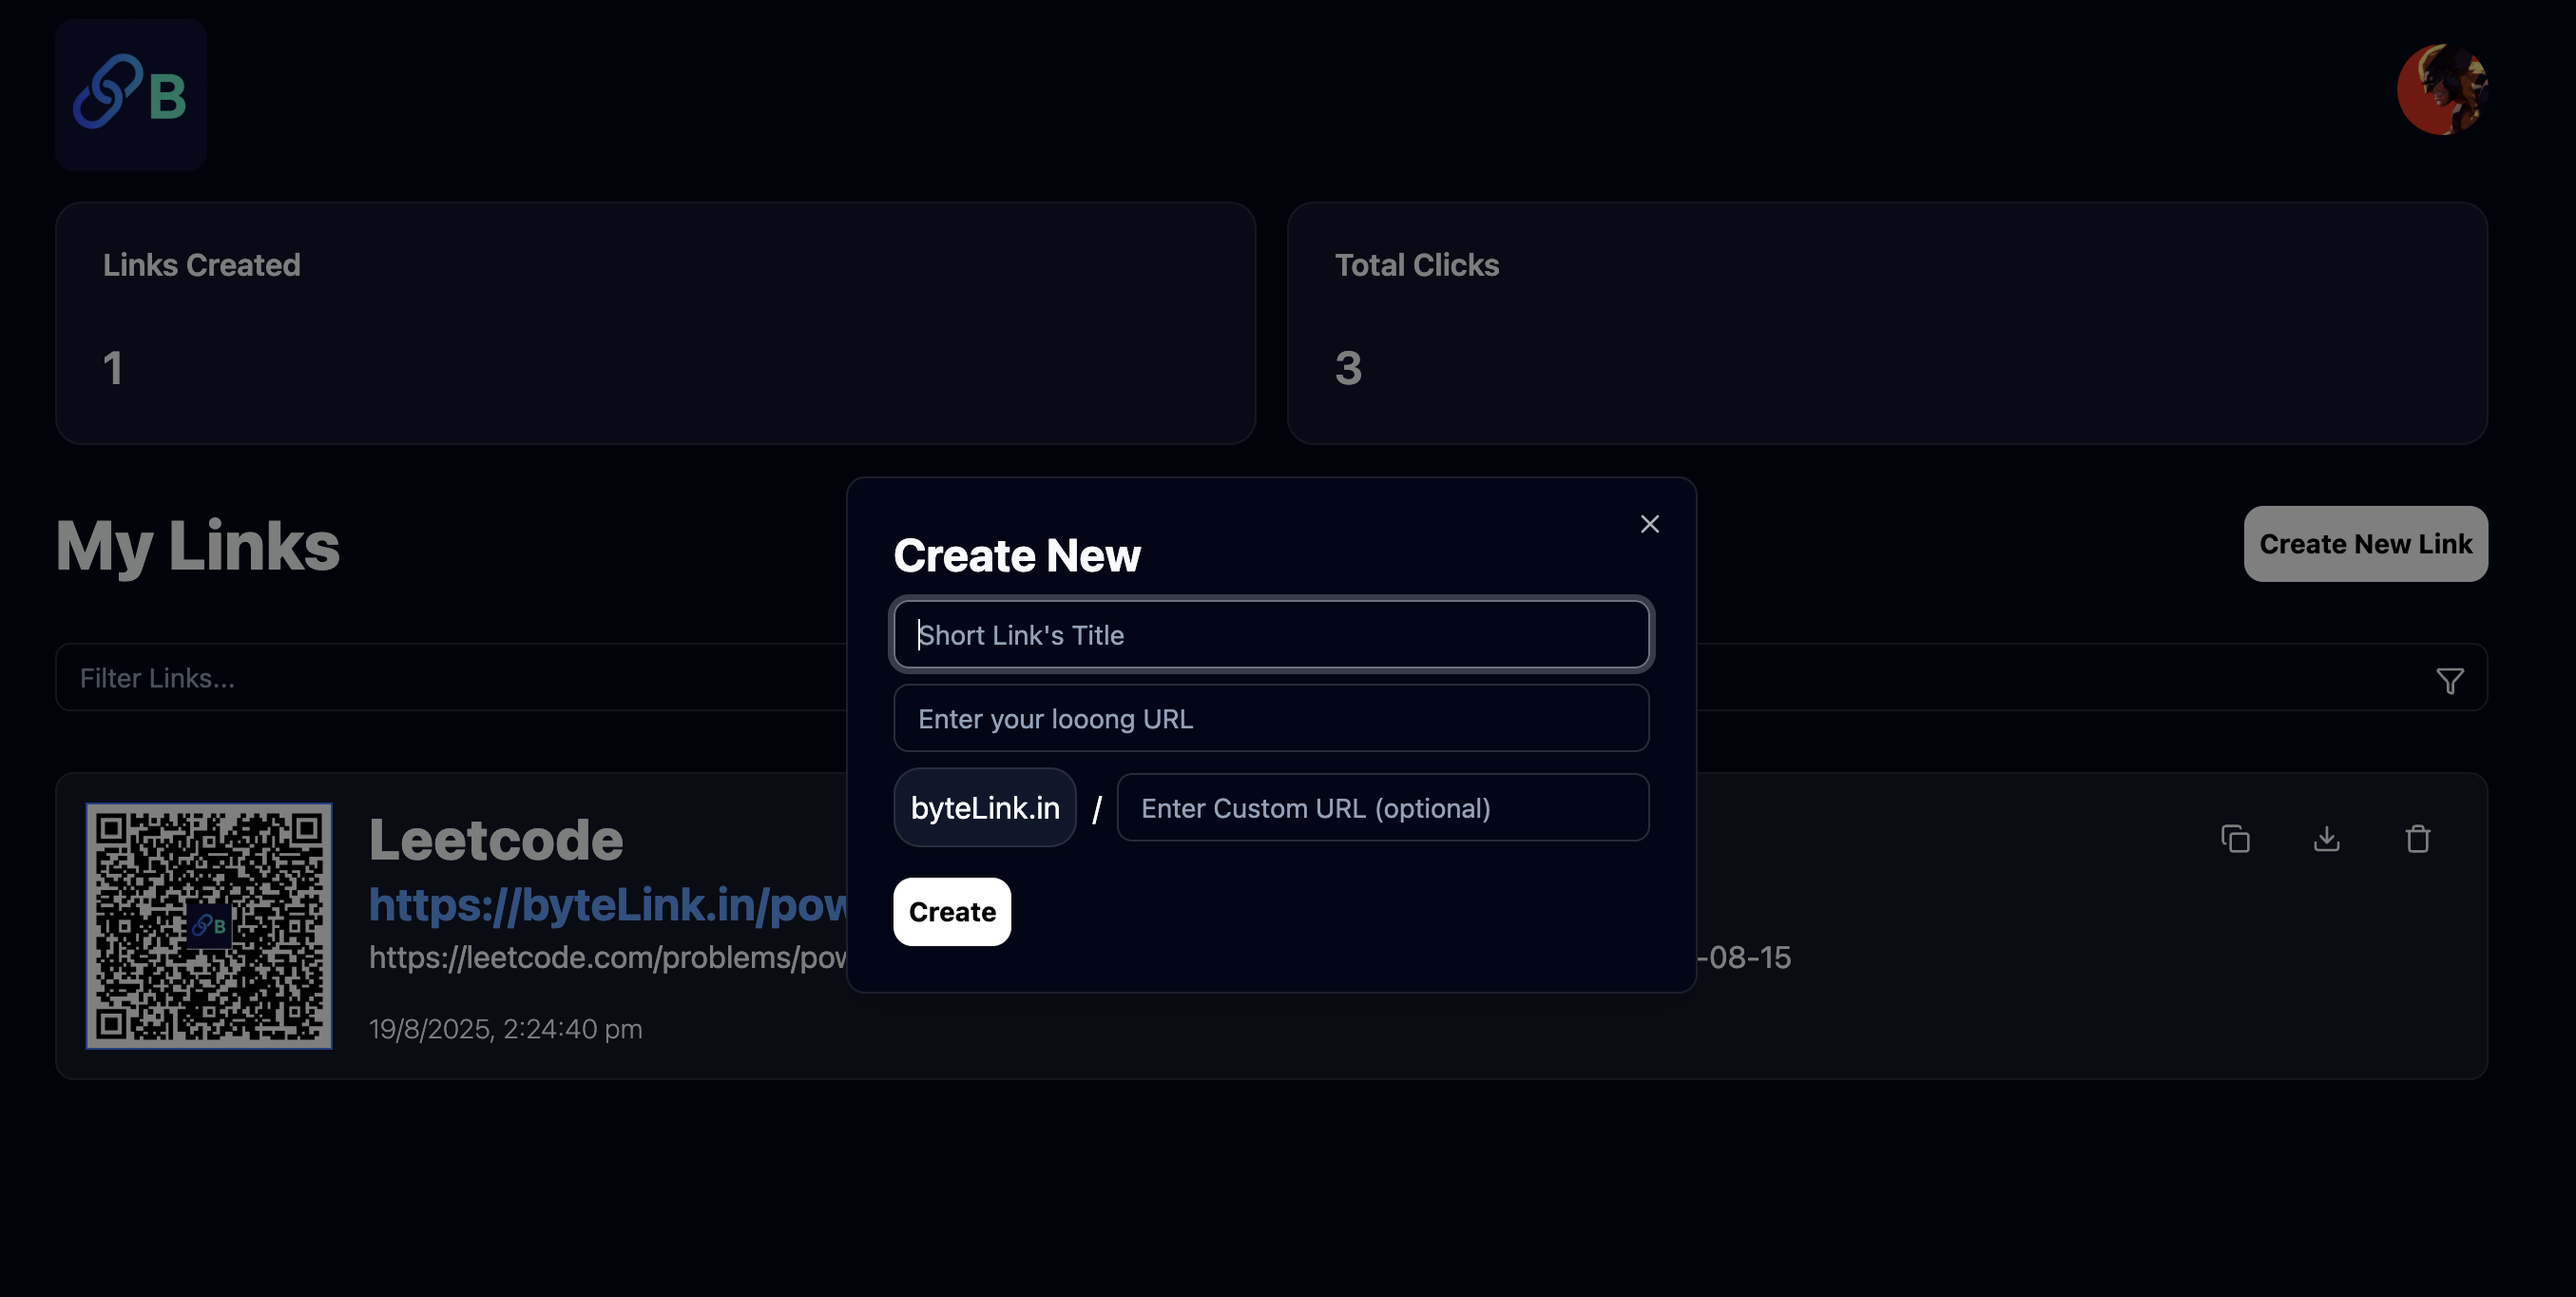 B
Links Created
1
Total Clicks
3
My Links
Create New Link
Filter Links...
Create New
Short Link's Title
Enter your looong URL
byteLink.in / Enter Custom URL (optional)
Create
B
Leetcode
https://byteLink.in/pow
https://leetcode.com/problems/pow
-08-15
19/8/2025, 2:24:40 pm